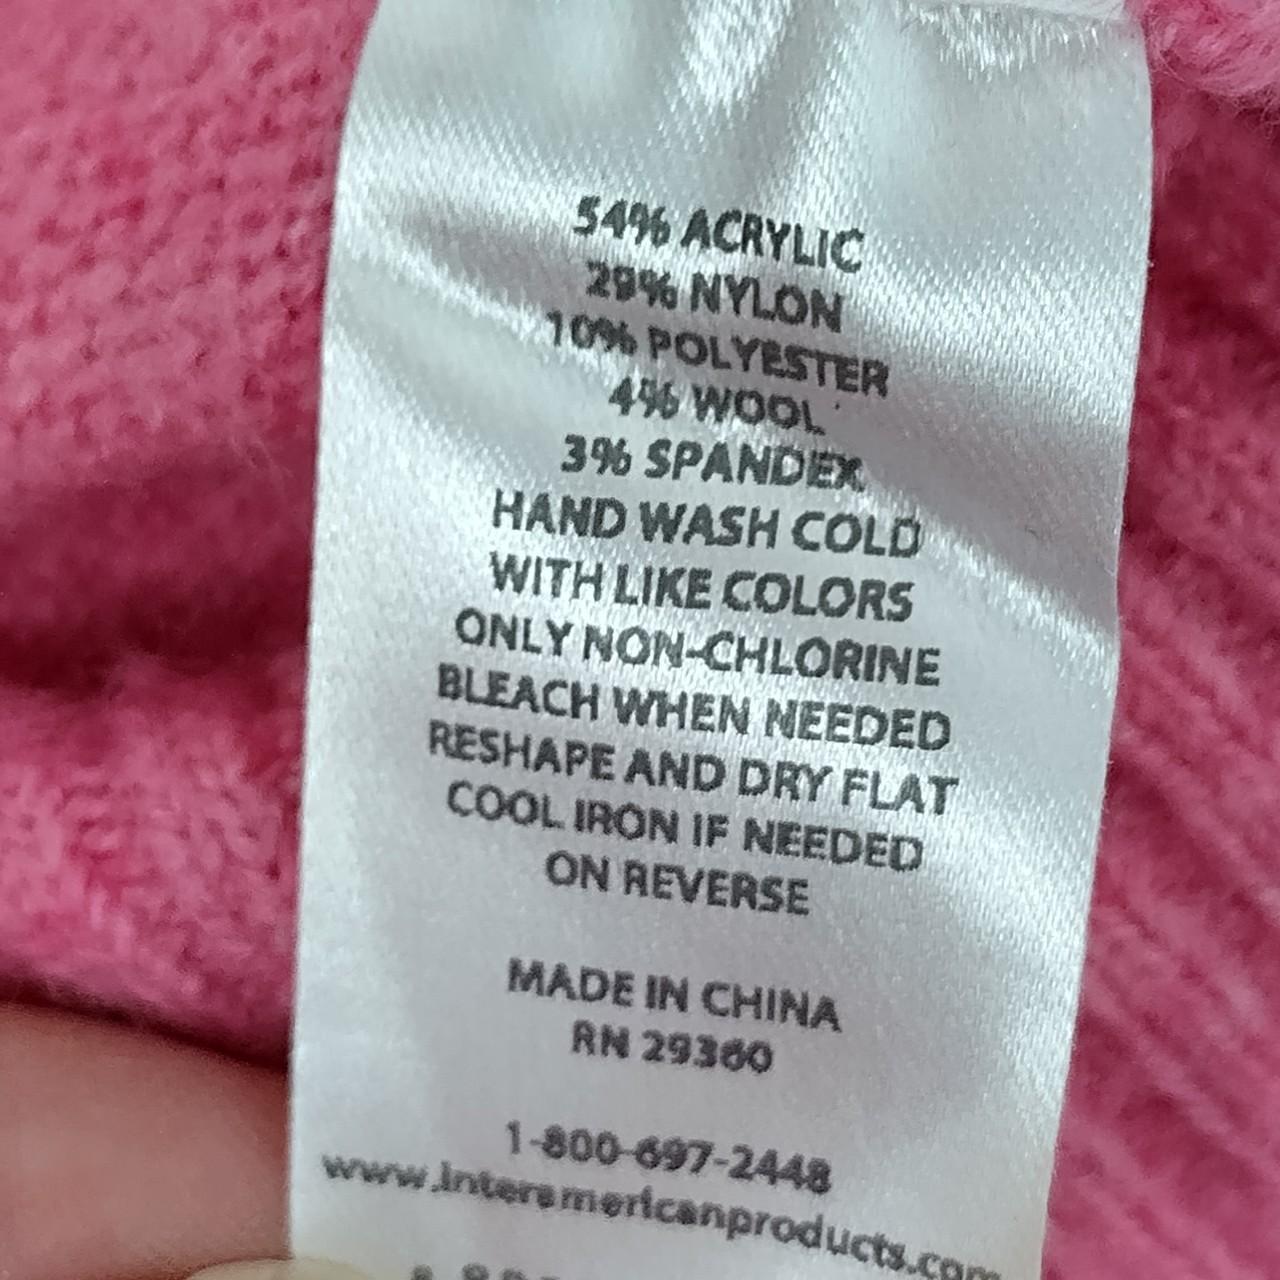 54% ACRYLIC
29% NYLON
10% POLYESTER
4% WOOL
3% SPANDEX
HAND WASH COLD
WITH LIKE COLORS
ONLY NON-CHLORINE
BLEACH WHEN NEEDED
RESHAPE AND DRY FLAT
COOL IRON IF NEEDED
ON REVERSE
MADE IN CHINA
RN 29360
1-800-697-2448
www.interamericanproducts.com